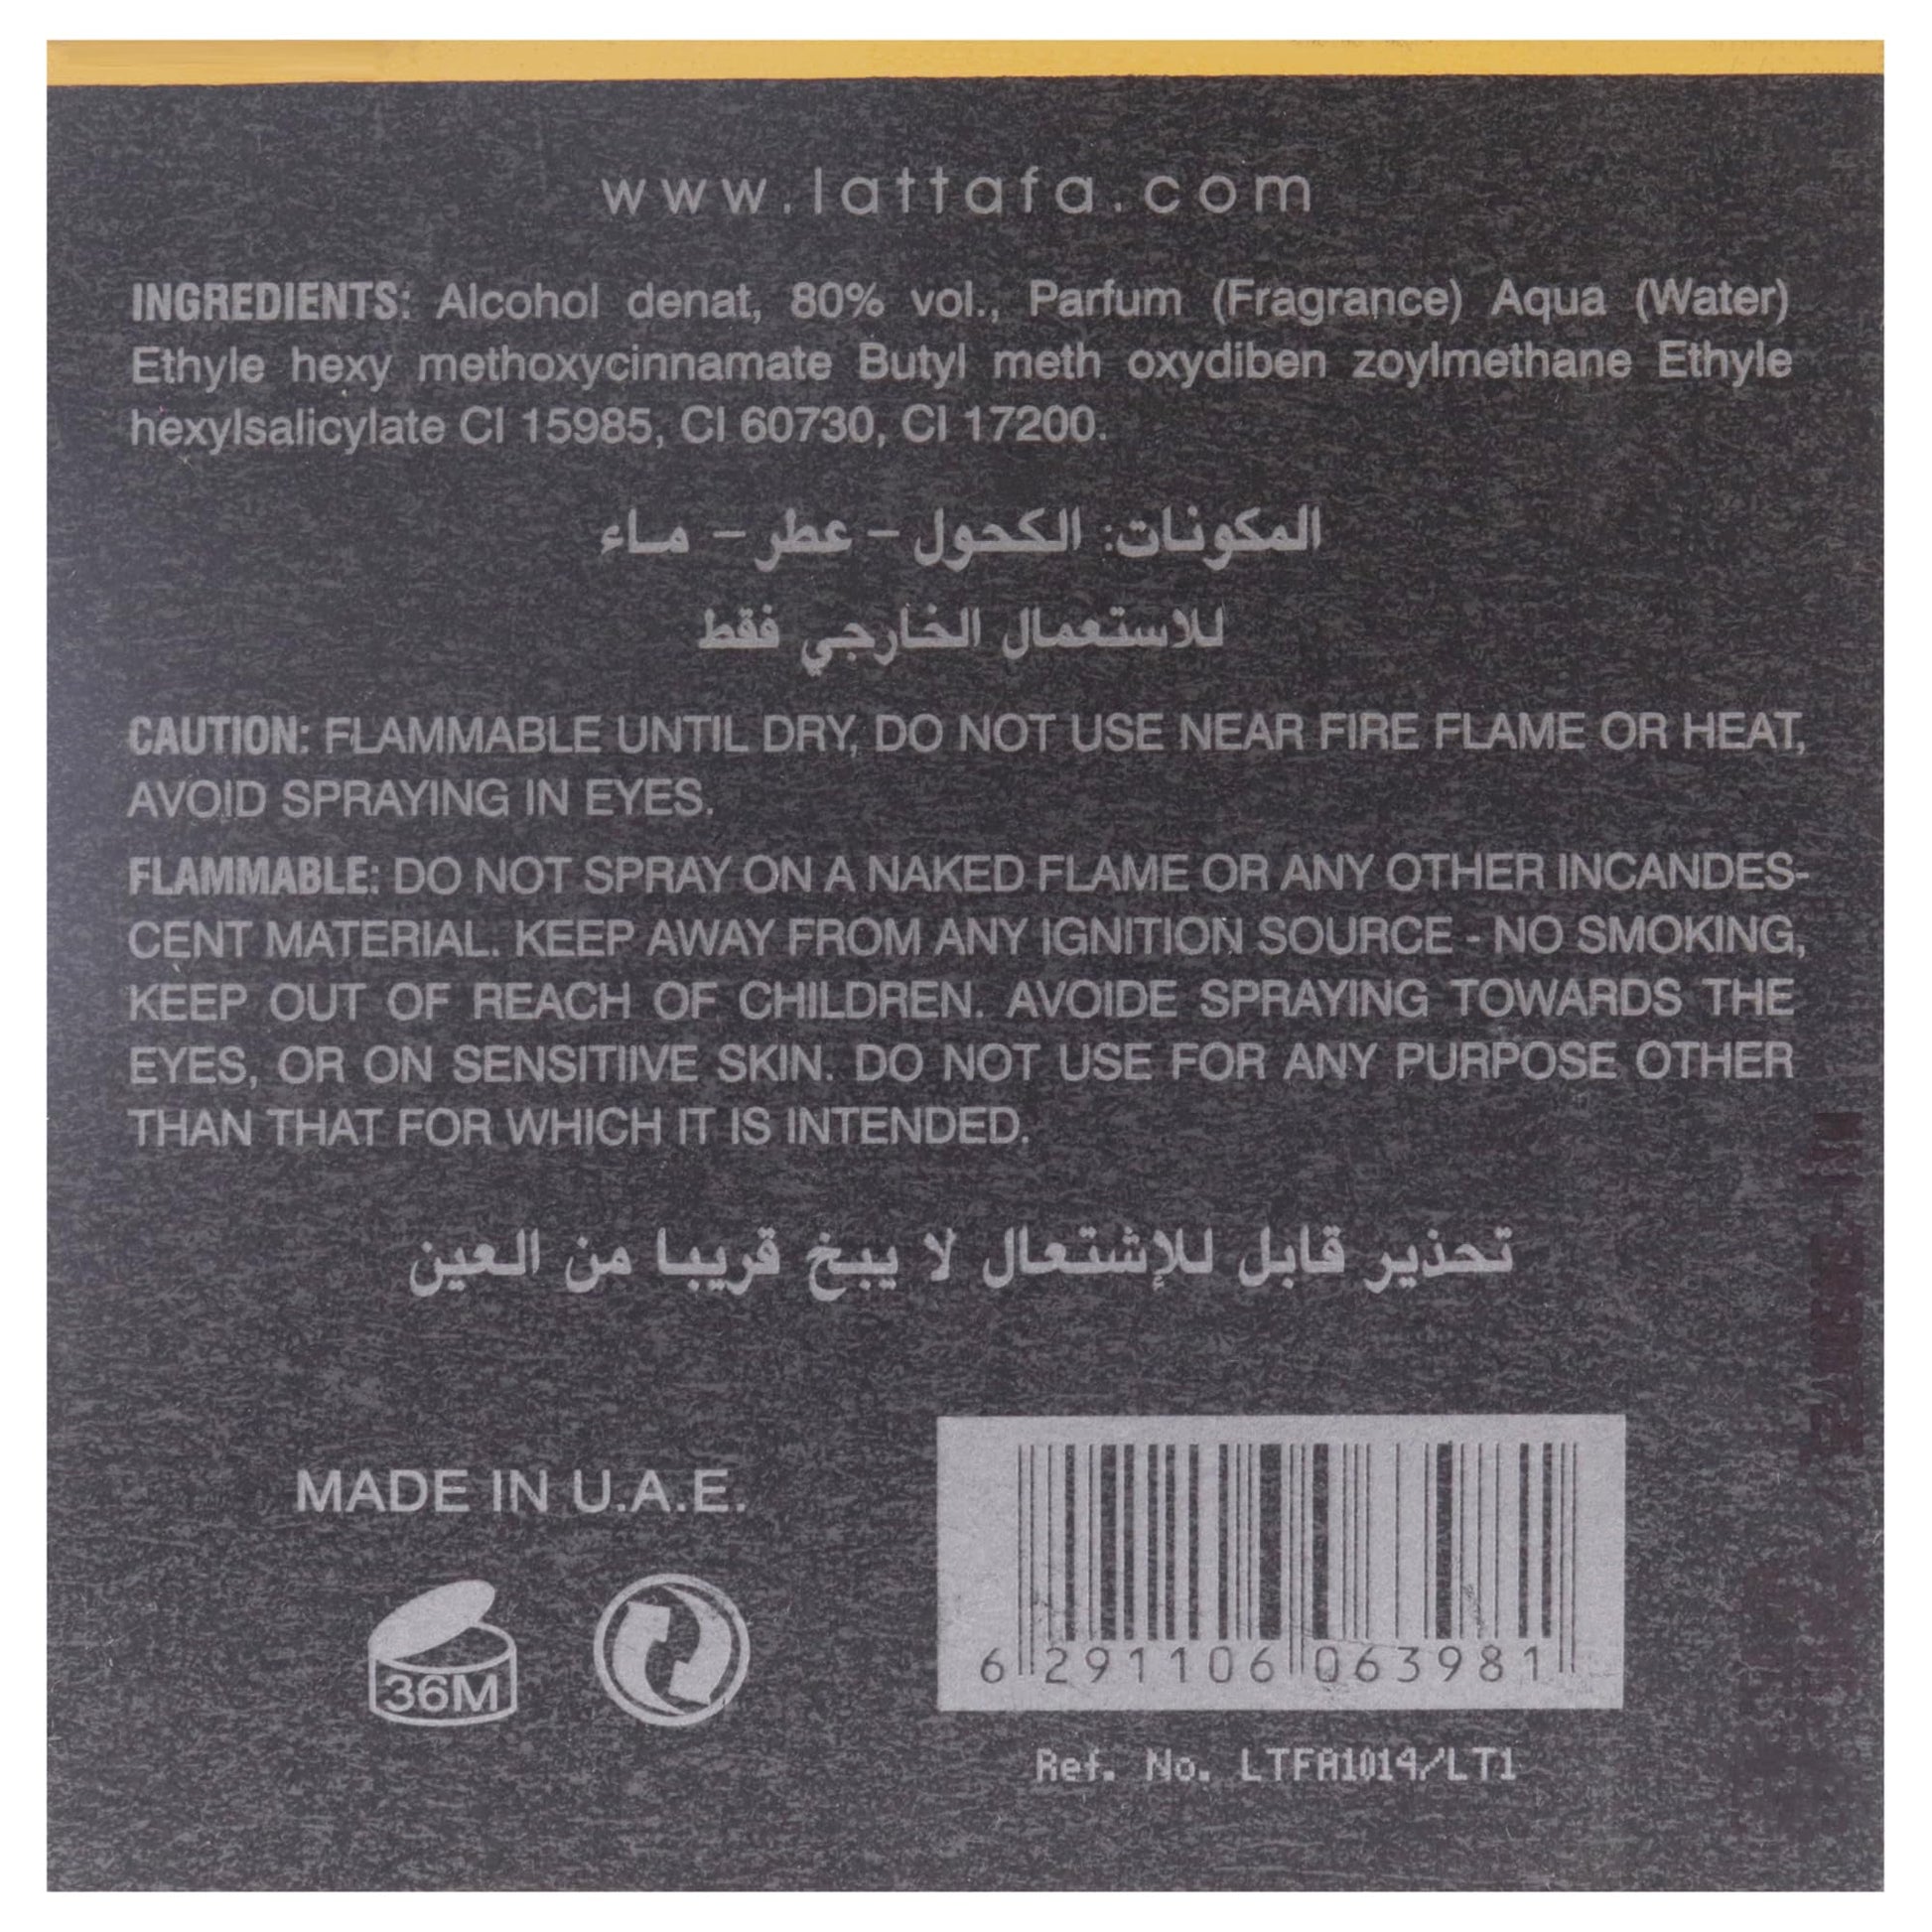 www.lattafa.com
INGREDIENTS: Alcohol denat, 80% vol., Parfum (Fragrance) Aqua (Water)
Ethyle hexy methoxycinnamate Butyl meth oxydiben zoylmethane Ethyle
hexylsalicylate CI 15985, CI 60730, CI 17200.
المكونات: الكحول - عطر - ماء
للاستعمال الخارجي فقط
CAUTION: FLAMMABLE UNTIL DRY, DO NOT USE NEAR FIRE FLAME OR HEAT,
AVOID SPRAYING IN EYES.
FLAMMABLE: DO NOT SPRAY ON A NAKED FLAME OR ANY OTHER INCANDES-
CENT MATERIAL. KEEP AWAY FROM ANY IGNITION SOURCE - NO SMOKING,
KEEP OUT OF REACH OF CHILDREN. AVOIDE SPRAYING TOWARDS THE
EYES, OR ON SENSITIIVE SKIN. DO NOT USE FOR ANY PURPOSE OTHER
THAN THAT FOR WHICH IT IS INTENDED.
تحذير قابل للإشتعال لا يبخ قريبا من العين
MADE IN U.A.E.
36M
6 291106 063981
Ref. No. LTFA1014/LT1